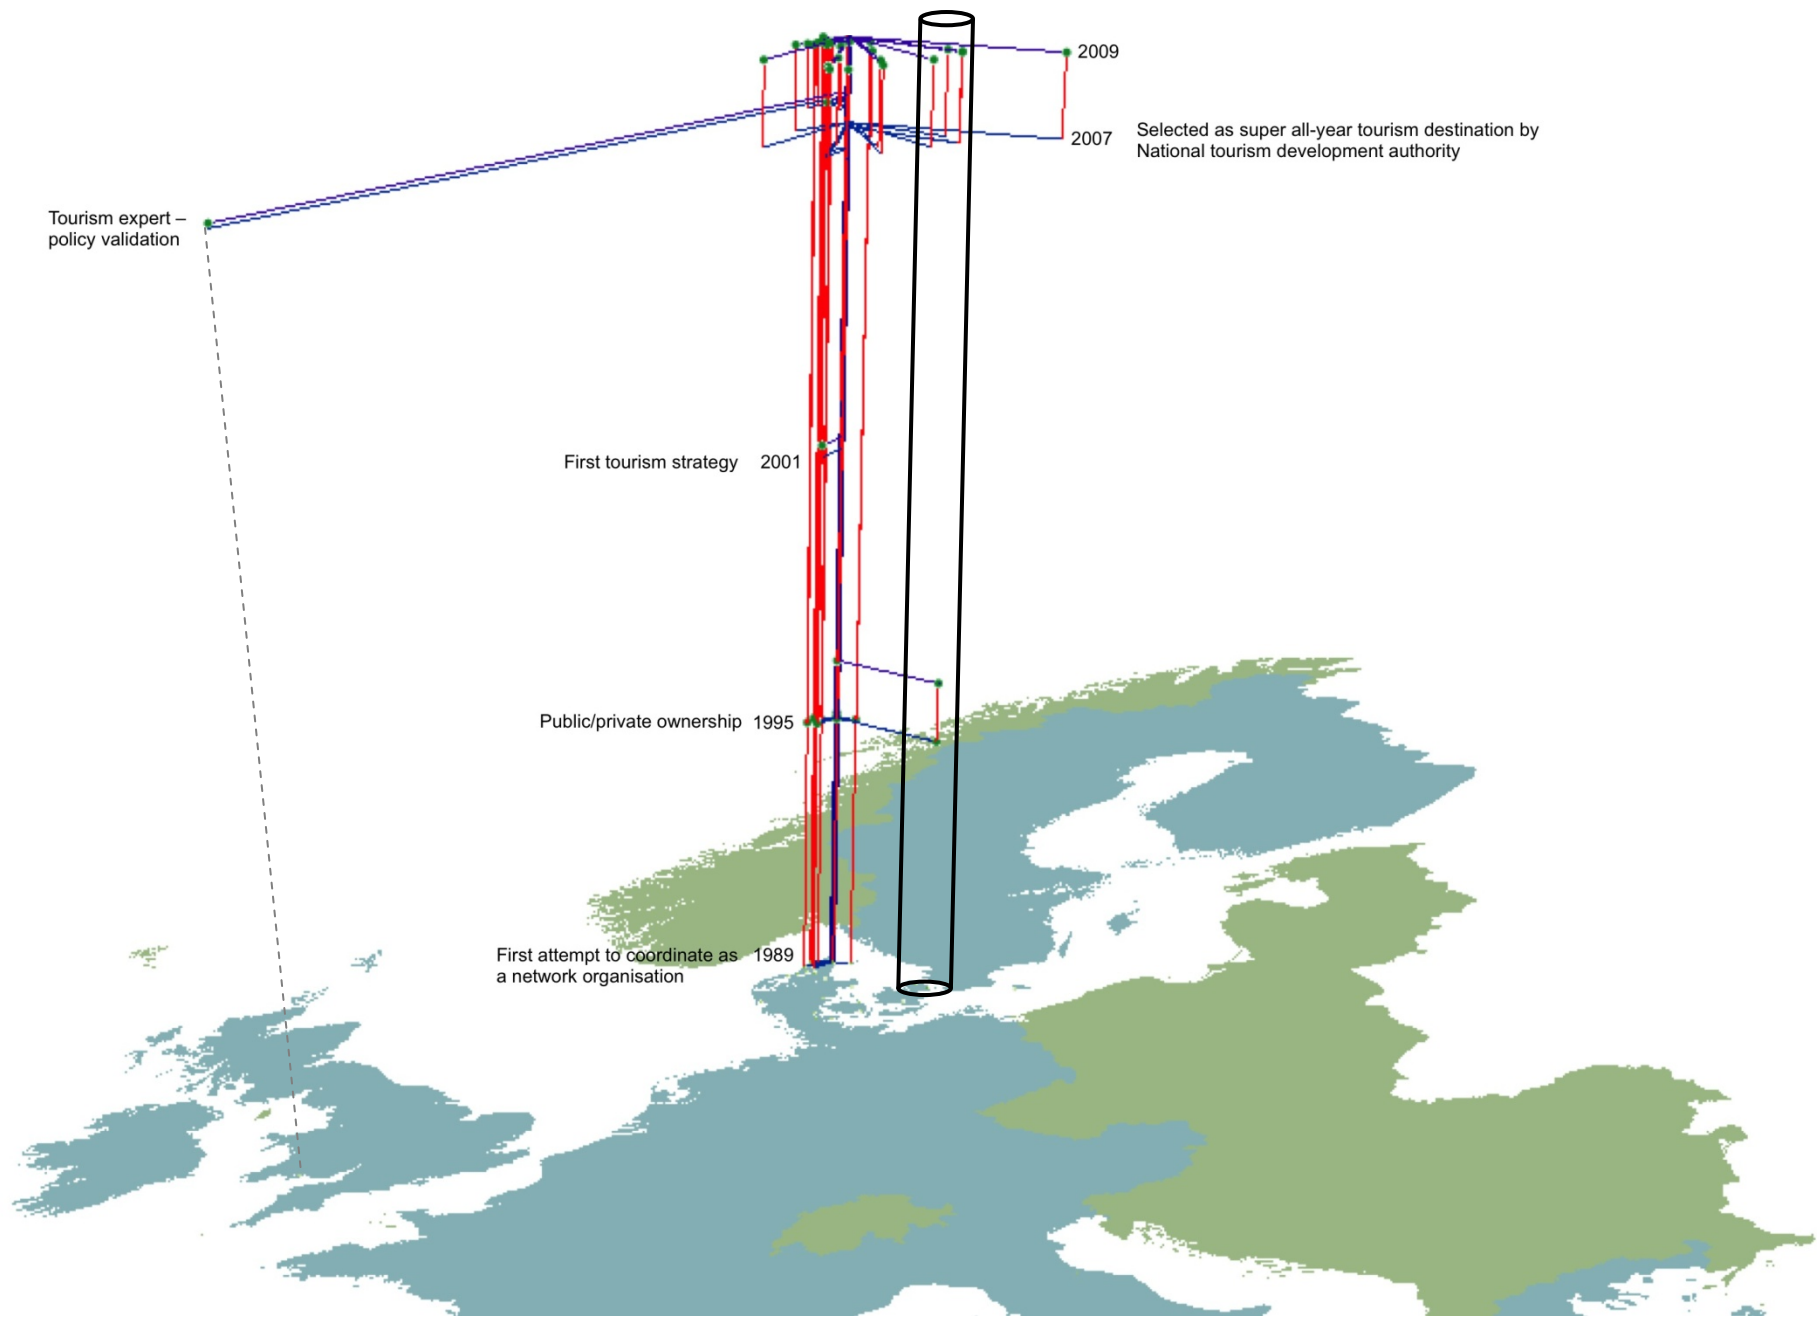 2009
2007
Selected as super all-year tourism destination by
National tourism development authority
Tourism expert –
policy validation
First tourism strategy 2001
Public/private ownership 1995
First attempt to coordinate as 1989
a network organisation